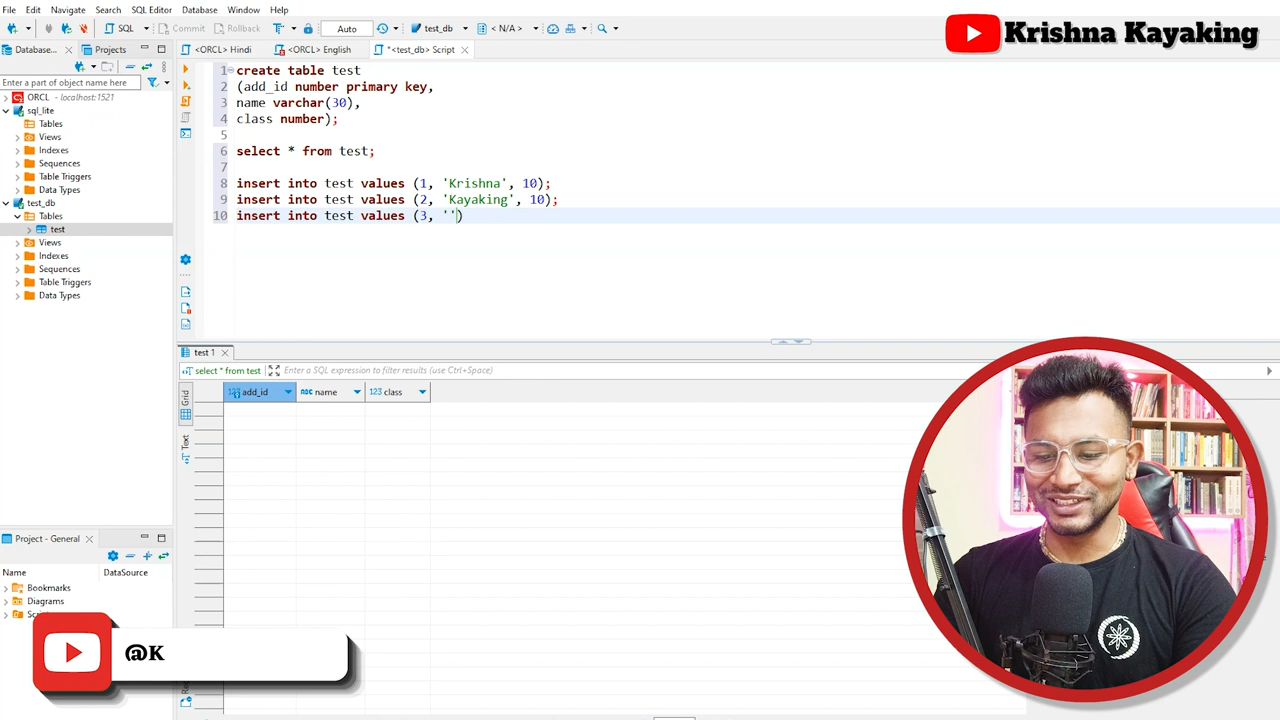 File Edit Navigate Search SQL Editor Database Window Help
SQL Commit Rollback Auto test_db < N/A >
Krishna Kayaking
Database... Projects <ORCL> Hindi <ORCL> English *<test_db> Script
Enter a part of object name here
ORCL - localhost:1521
sql_lite
Tables
Views
Indexes
Sequences
Table Triggers
Data Types
test_db
Tables
test
Views
Indexes
Sequences
Table Triggers
Data Types
1 create table test
2 (add_id number primary key,
3 name varchar(30),
4 class number);
5
6 select * from test;
7
8 insert into test values (1, 'Krishna', 10);
9 insert into test values (2, 'Kayaking', 10);
10 insert into test values (3, '')
test 1
select * from test Enter a SQL expression to filter results (use Ctrl+Space)
Grid
Text
123 add_id ABC name 123 class
Project - General
Name DataSource
Bookmarks
Diagrams
@K